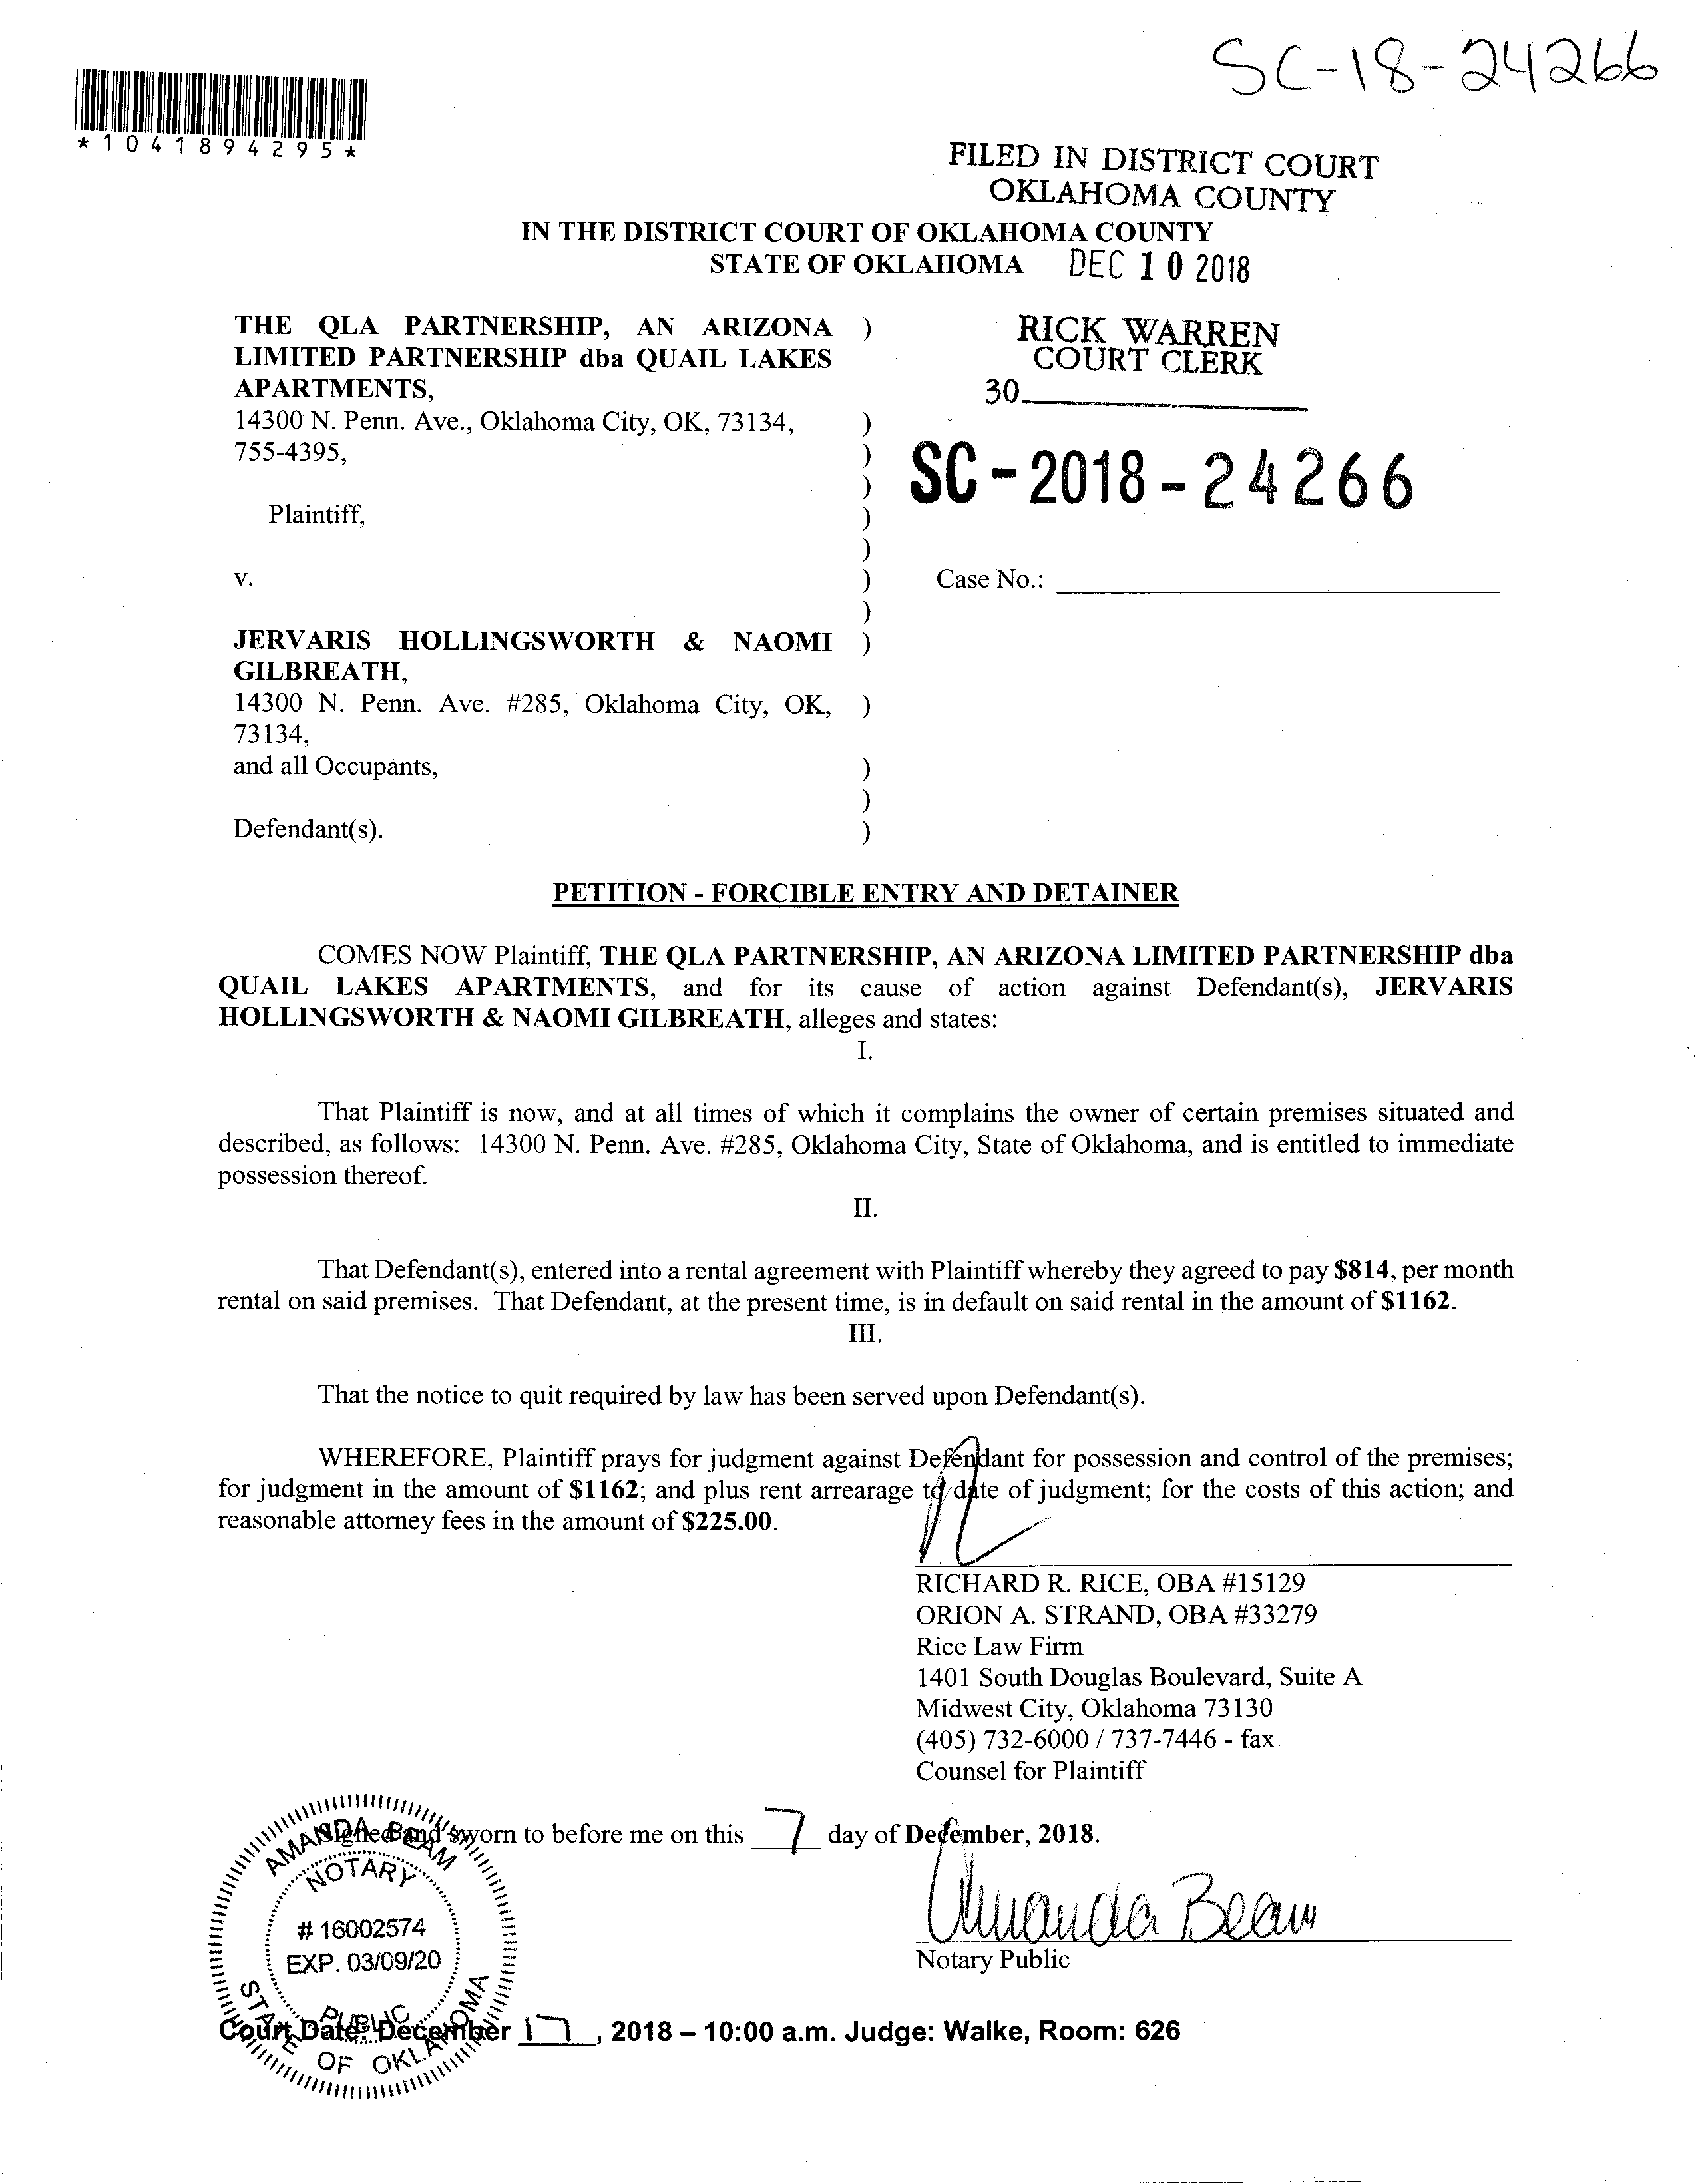 SC-18-24266
*1041894295*
FILED IN DISTRICT COURT
OKLAHOMA COUNTY
IN THE DISTRICT COURT OF OKLAHOMA COUNTY
STATE OF OKLAHOMA DEC 10 2018
THE QLA PARTNERSHIP, AN ARIZONA )
LIMITED PARTNERSHIP dba QUAIL LAKES
APARTMENTS,
14300 N. Penn. Ave., Oklahoma City, OK, 73134, )
755-4395, )
)
Plaintiff, )
)
v. )
)
JERVARIS HOLLINGSWORTH & NAOMI )
GILBREATH,
14300 N. Penn. Ave. #285, Oklahoma City, OK, )
73134,
and all Occupants, )
)
Defendant(s). )
RICK WARREN
COURT CLERK
30
SC-2018-24266
Case No.:
PETITION - FORCIBLE ENTRY AND DETAINER
COMES NOW Plaintiff, THE QLA PARTNERSHIP, AN ARIZONA LIMITED PARTNERSHIP dba
QUAIL LAKES APARTMENTS, and for its cause of action against Defendant(s), JERVARIS
HOLLINGSWORTH & NAOMI GILBREATH, alleges and states:
I.
That Plaintiff is now, and at all times of which it complains the owner of certain premises situated and
described, as follows: 14300 N. Penn. Ave. #285, Oklahoma City, State of Oklahoma, and is entitled to immediate
possession thereof.
II.
That Defendant(s), entered into a rental agreement with Plaintiff whereby they agreed to pay $814, per month
rental on said premises. That Defendant, at the present time, is in default on said rental in the amount of $1162.
III.
That the notice to quit required by law has been served upon Defendant(s).
WHEREFORE, Plaintiff prays for judgment against Defendant for possession and control of the premises;
for judgment in the amount of $1162; and plus rent arrearage to date of judgment; for the costs of this action; and
reasonable attorney fees in the amount of $225.00.
RICHARD R. RICE, OBA #15129
ORION A. STRAND, OBA #33279
Rice Law Firm
1401 South Douglas Boulevard, Suite A
Midwest City, Oklahoma 73130
(405) 732-6000 / 737-7446 - fax
Counsel for Plaintiff
Signed and sworn to before me on this 7 day of December, 2018.
Amanda Beam
Notary Public
AMANDA BEAM
NOTARY
# 16002574
EXP. 03/09/20
PUBLIC
STATE OF OKLAHOMA
Court Date: December 17, 2018 – 10:00 a.m. Judge: Walke, Room: 626